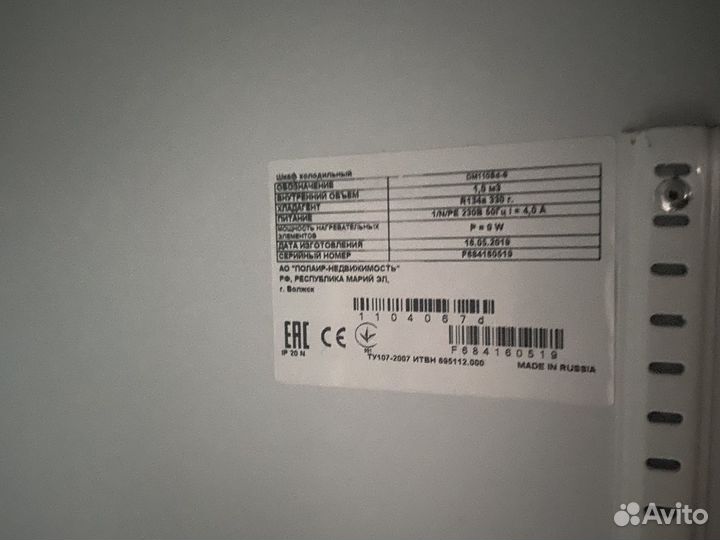 Шкаф холодильный
ОБОЗНАЧЕНИЕ DM110Sd-S
ВНУТРЕННИЙ ОБЪЕМ 1,0 м3
ХЛАДАГЕНТ R134a 330 г.
ПИТАНИЕ 1/N/PE 230В 50Гц I = 4,0 А
МОЩНОСТЬ НАГРЕВАТЕЛЬНЫХ ЭЛЕМЕНТОВ P = 0 W
ДАТА ИЗГОТОВЛЕНИЯ 16.05.2019
СЕРИЙНЫЙ НОМЕР F684160519
АО "ПОЛАИР-НЕДВИЖИМОСТЬ"
РФ, РЕСПУБЛИКА МАРИЙ ЭЛ,
г. Волжск
1104067d
EAC CE
IP 20 N
F684160519
ТУ107-2007 ИТВН 695112.000
MADE IN RUSSIA
Avito